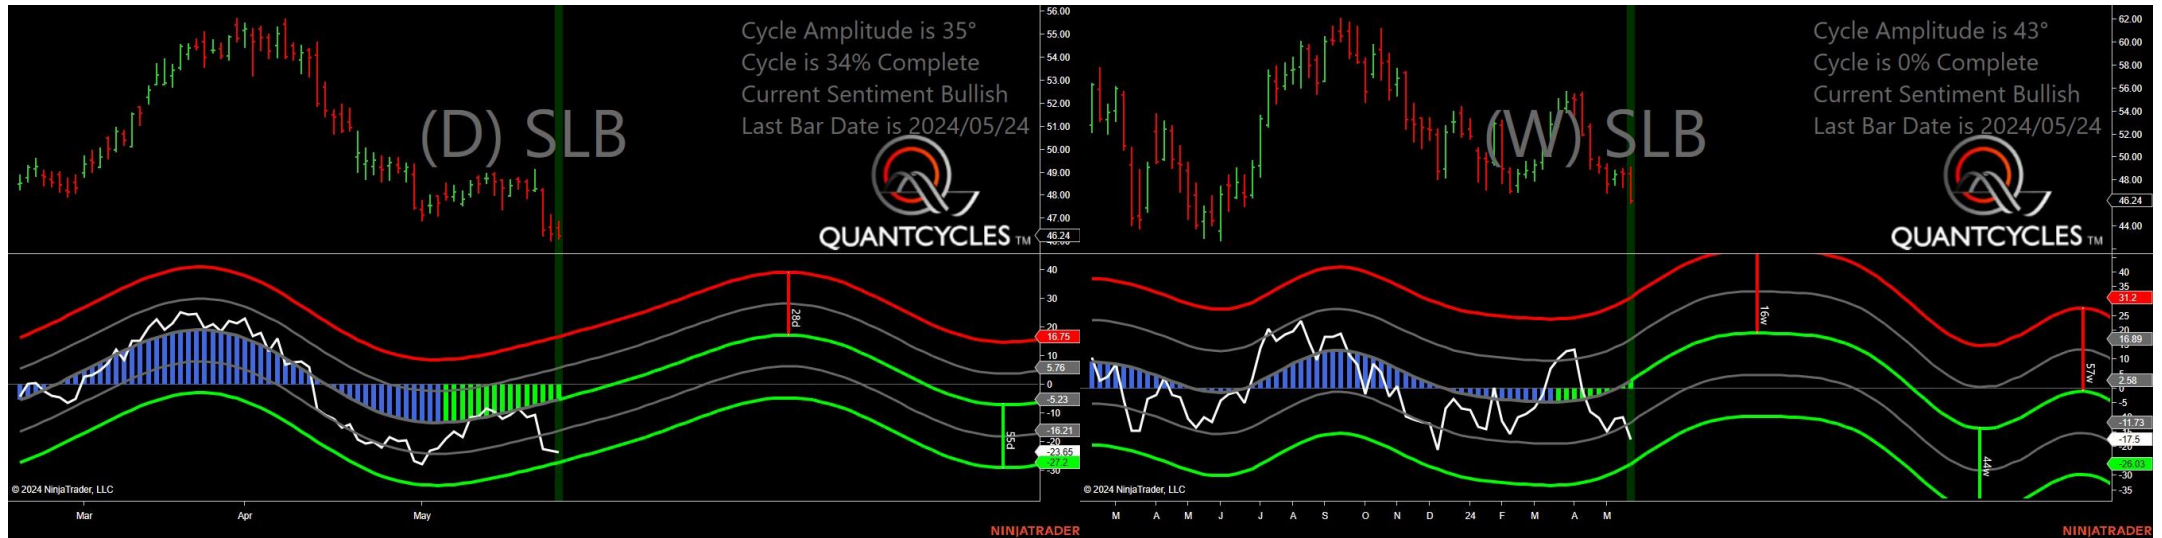 Cycle Amplitude is 35°
Cycle is 34% Complete
Current Sentiment Bullish
Last Bar Date is 2024/05/24
(D) SLB
QUANTCYCLES TM
56.00
55.00
54.00
53.00
52.00
51.00
50.00
49.00
48.00
47.00
46.24
40
30
28d
20
16.75
10
5.76
0
-5.23
-10
-16.21
-20
55d
-23.65
-27.2
-30
© 2024 NinjaTrader, LLC
Mar Apr May
NINJATRADER
Cycle Amplitude is 43°
Cycle is 0% Complete
Current Sentiment Bullish
Last Bar Date is 2024/05/24
(W) SLB
QUANTCYCLES TM
62.00
60.00
58.00
56.00
54.00
52.00
50.00
48.00
46.24
44.00
40
35
31.2
16w
25
20
16.89
10
5
57w
2.58
-5
-11.73
-17.5
-20
44w
-26.03
-30
-35
© 2024 NinjaTrader, LLC
M A M J J A S O N D 24 F M A M
NINJATRADER